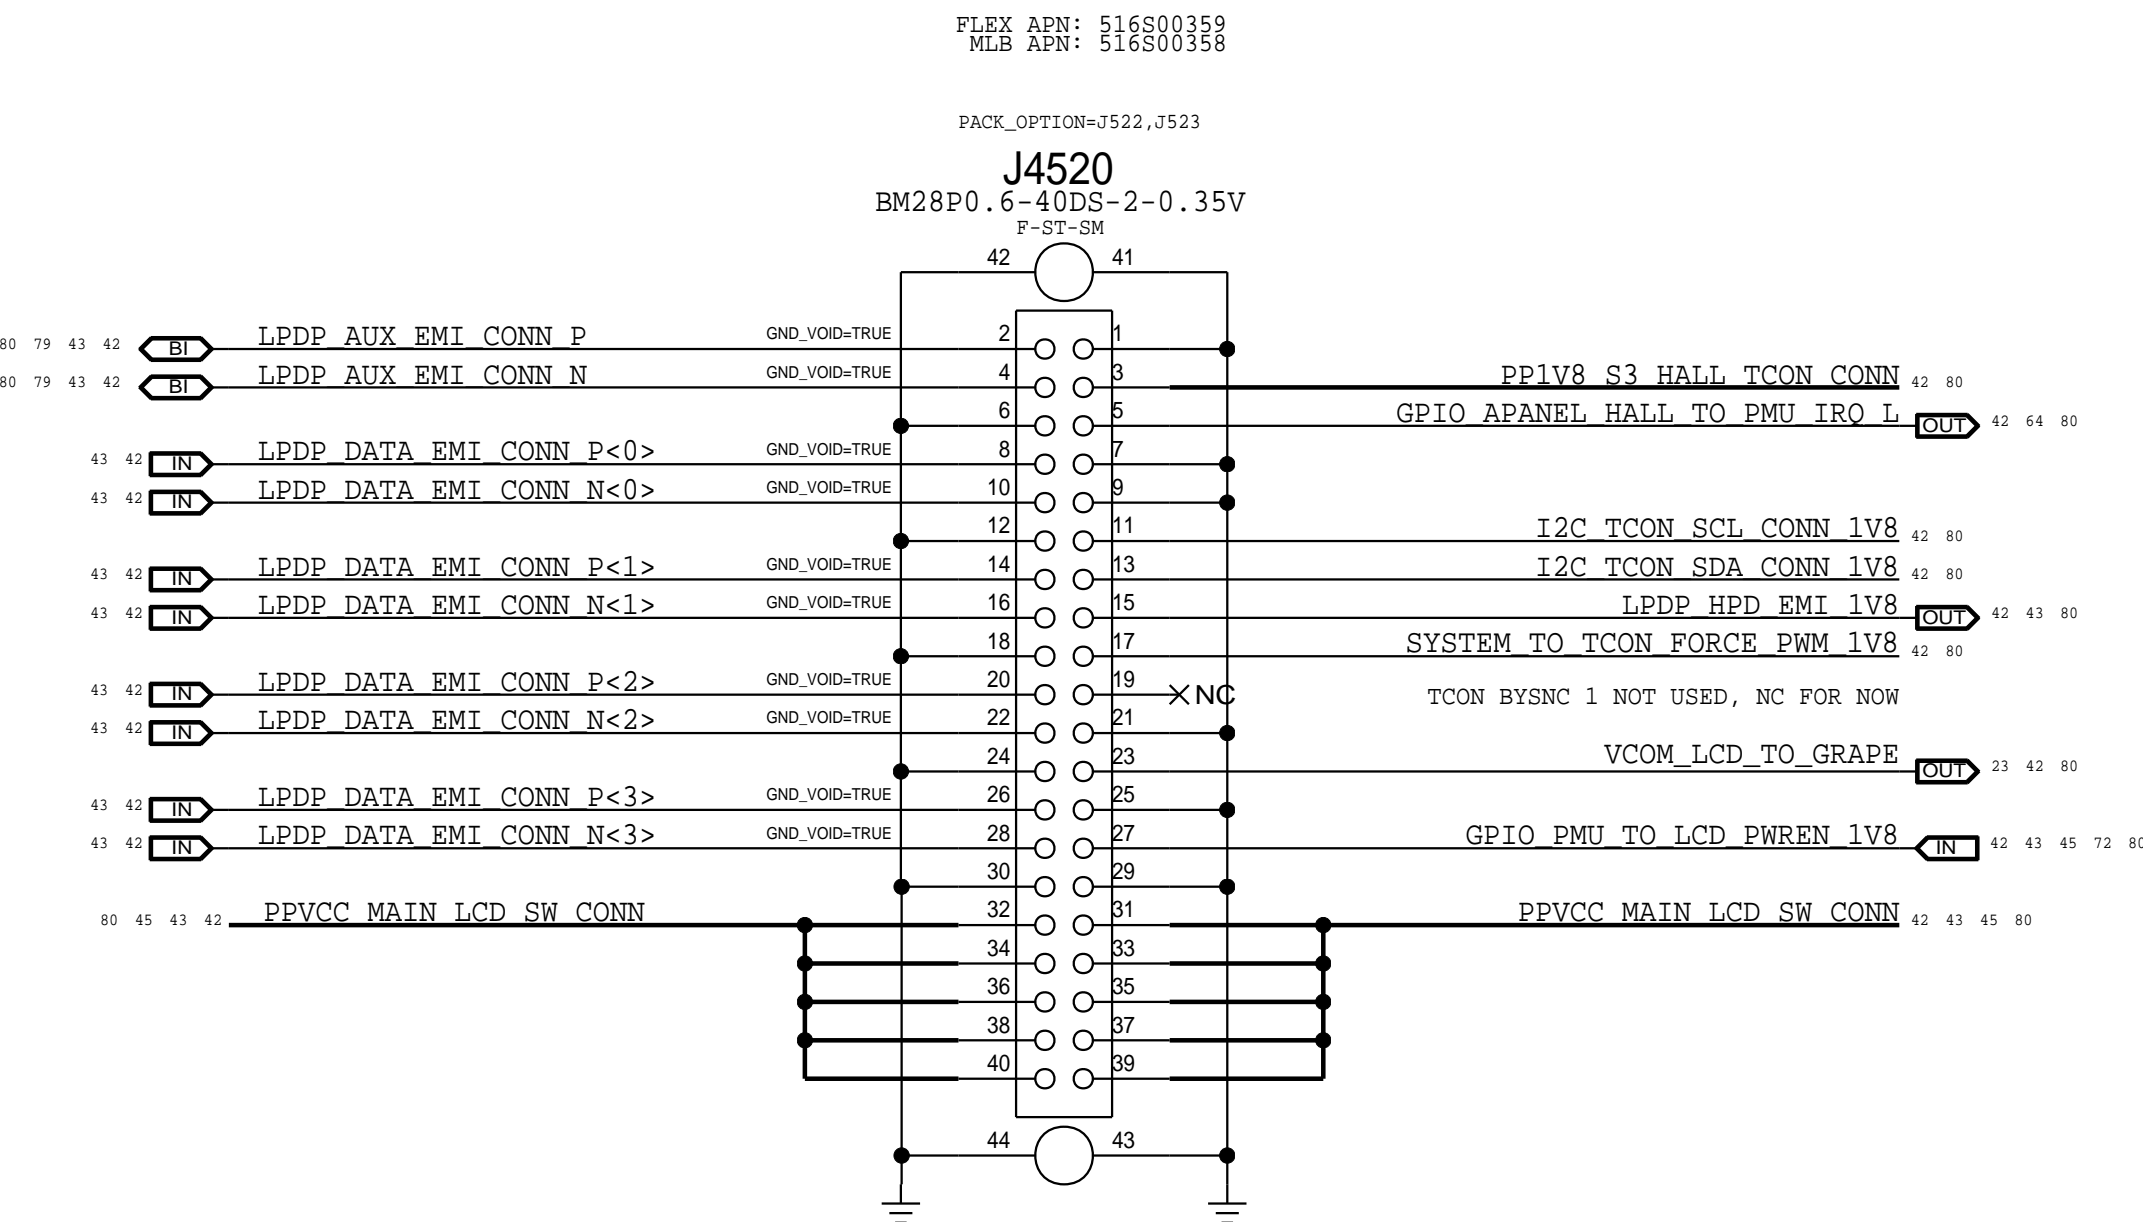 FLEX APN: 516S00359
MLB APN: 516S00358
PACK_OPTION=J522,J523
J4520
BM28P0.6-40DS-2-0.35V
F-ST-SM
42 41
80 79 43 42 BI LPDP_AUX_EMI_CONN_P GND_VOID=TRUE 2 1
80 79 43 42 BI LPDP_AUX_EMI_CONN_N GND_VOID=TRUE 4 3 PP1V8_S3_HALL_TCON_CONN 42 80
6 5 GPIO_APANEL_HALL_TO_PMU_IRQ_L OUT 42 64 80
43 42 IN LPDP_DATA_EMI_CONN_P<0> GND_VOID=TRUE 8 7
43 42 IN LPDP_DATA_EMI_CONN_N<0> GND_VOID=TRUE 10 9
12 11 I2C_TCON_SCL_CONN_1V8 42 80
43 42 IN LPDP_DATA_EMI_CONN_P<1> GND_VOID=TRUE 14 13 I2C_TCON_SDA_CONN_1V8 42 80
43 42 IN LPDP_DATA_EMI_CONN_N<1> GND_VOID=TRUE 16 15 LPDP_HPD_EMI_1V8 OUT 42 43 80
18 17 SYSTEM_TO_TCON_FORCE_PWM_1V8 42 80
43 42 IN LPDP_DATA_EMI_CONN_P<2> GND_VOID=TRUE 20 19 NC TCON BYSNC 1 NOT USED, NC FOR NOW
43 42 IN LPDP_DATA_EMI_CONN_N<2> GND_VOID=TRUE 22 21
24 23 VCOM_LCD_TO_GRAPE OUT 23 42 80
43 42 IN LPDP_DATA_EMI_CONN_P<3> GND_VOID=TRUE 26 25
43 42 IN LPDP_DATA_EMI_CONN_N<3> GND_VOID=TRUE 28 27 GPIO_PMU_TO_LCD_PWREN_1V8 IN 42 43 45 72 80
30 29
80 45 43 42 PPVCC_MAIN_LCD_SW_CONN 32 31 PPVCC_MAIN_LCD_SW_CONN 42 43 45 80
34 33
36 35
38 37
40 39
44 43